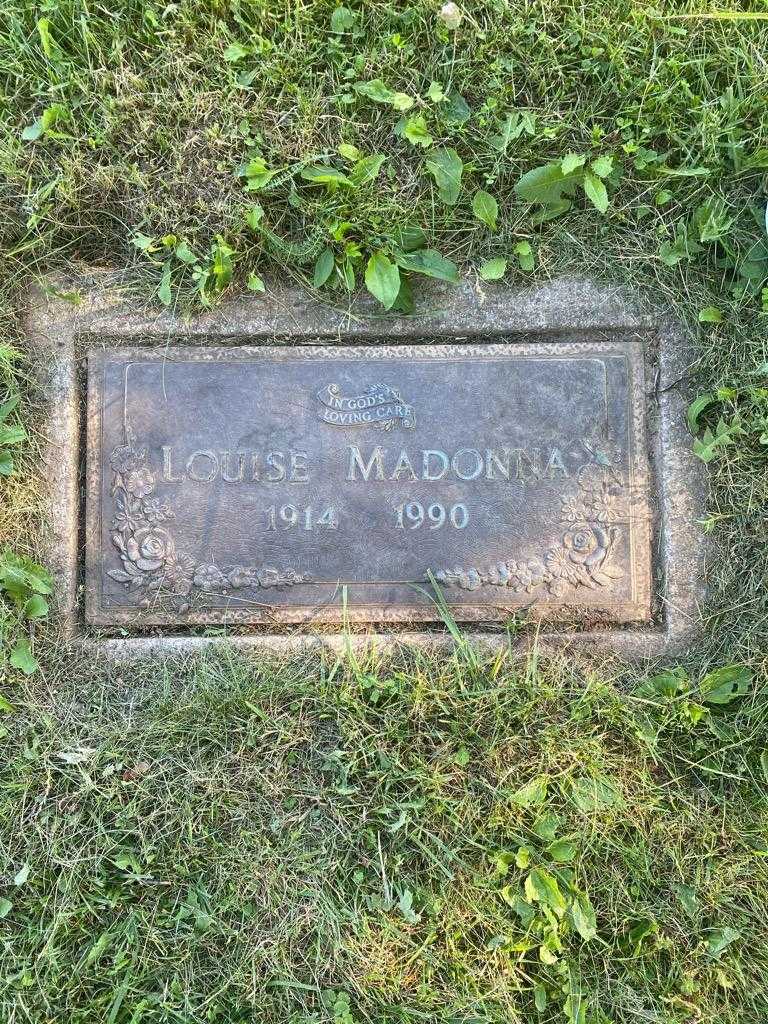 IN GOD'S
LOVING CARE
LOUISE MADONNA
1914 1990